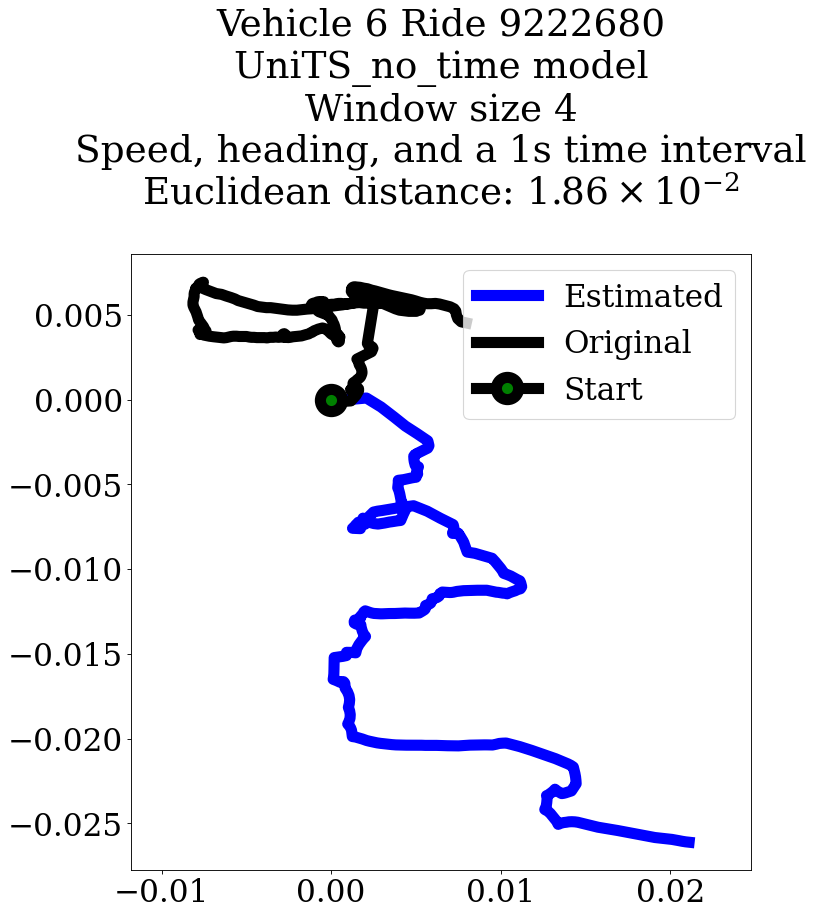 Vehicle 6 Ride 9222680
UniTS_no_time model
Window size 4
Speed, heading, and a 1s time interval
Euclidean distance: 1.86 × 10⁻²
Estimated
Original
Start
0.005
0.000
−0.005
−0.010
−0.015
−0.020
−0.025
−0.01
0.00
0.01
0.02